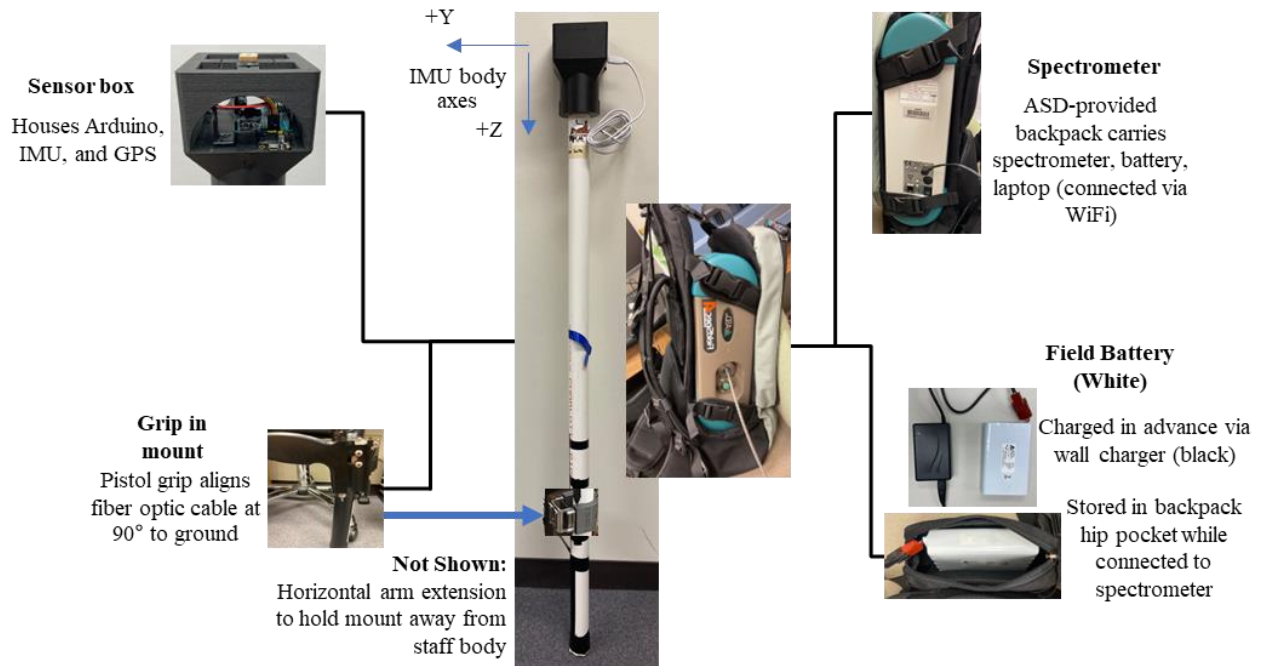 Sensor box
Houses Arduino,
IMU, and GPS
+Y
IMU body
axes
+Z
Spectrometer
ASD-provided
backpack carries
spectrometer, battery,
laptop (connected via
WiFi)
Grip in
mount
Pistol grip aligns
fiber optic cable at
90° to ground
Not Shown:
Horizontal arm extension
to hold mount away from
staff body
Field Battery
(White)
Charged in advance via
wall charger (black)
Stored in backpack
hip pocket while
connected to
spectrometer